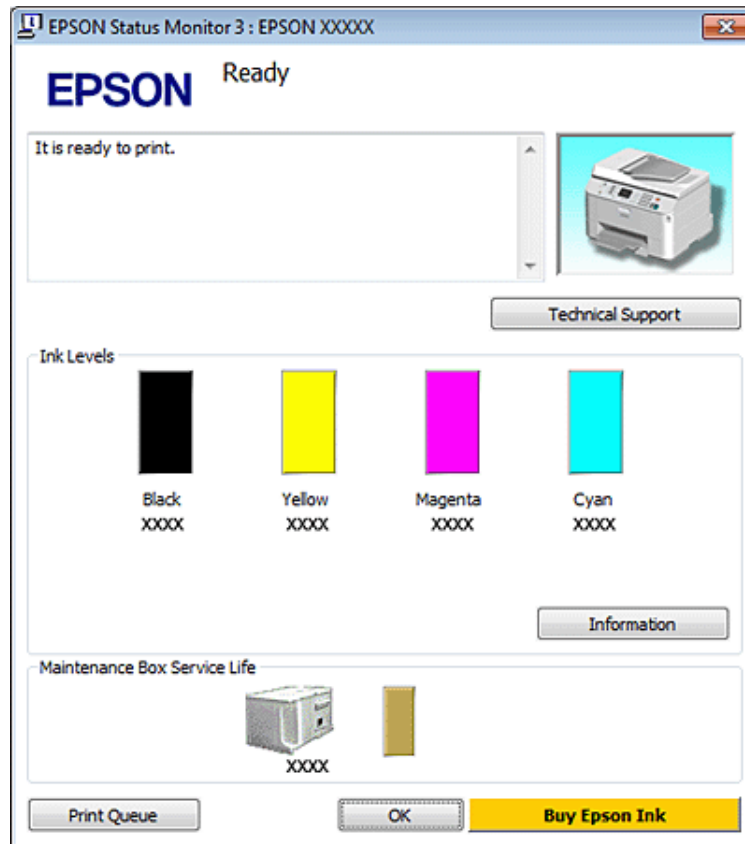 EPSON Status Monitor 3 : EPSON XXXXX
EPSON
Ready
It is ready to print.
Technical Support
Ink Levels
Black Yellow Magenta Cyan
XXXX XXXX XXXX XXXX
Information
Maintenance Box Service Life
XXXX
Print Queue OK Buy Epson Ink